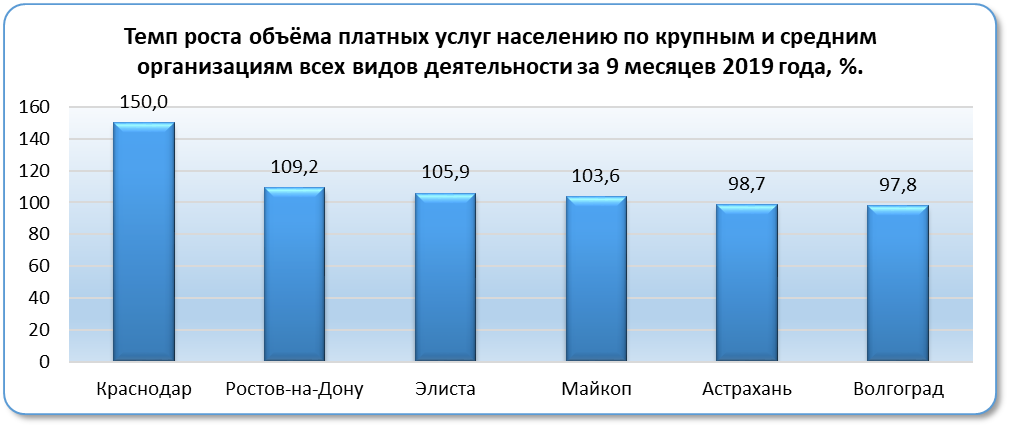 Темп роста объёма платных услуг населению по крупным и средним
организациям всех видов деятельности за 9 месяцев 2019 года, %.
160
140
120
100
80
60
40
20
0
150,0
109,2
105,9
103,6
98,7
97,8
Краснодар
Ростов-на-Дону
Элиста
Майкоп
Астрахань
Волгоград